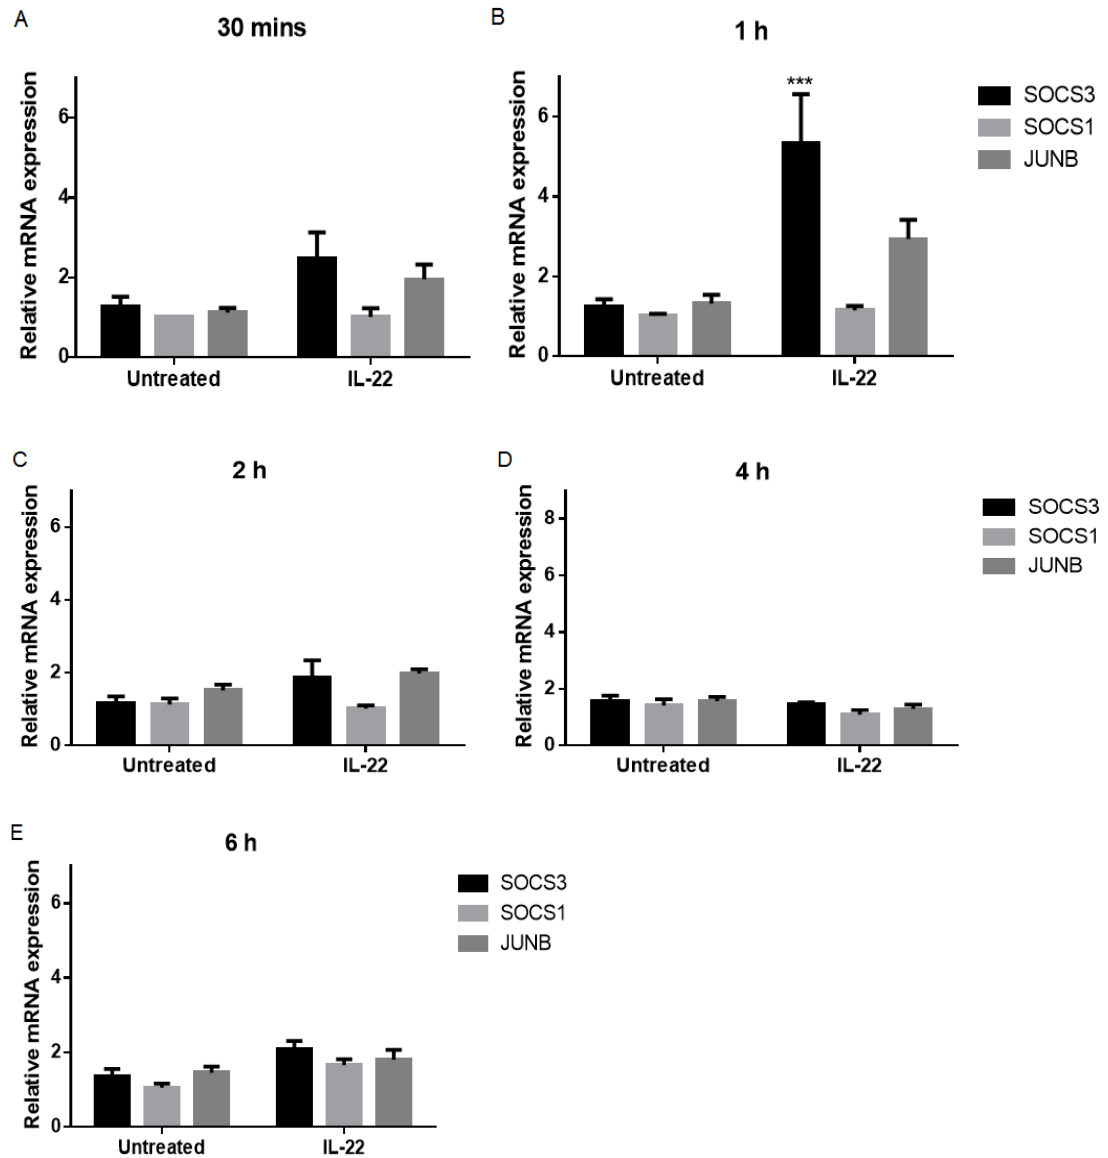 A
30 mins
Relative mRNA expression
6
4
2
0
Untreated
IL-22
B
1 h
Relative mRNA expression
6
4
2
0
***
Untreated
IL-22
SOCS3
SOCS1
JUNB
C
2 h
Relative mRNA expression
6
4
2
0
Untreated
IL-22
D
4 h
Relative mRNA expression
8
6
4
2
0
Untreated
IL-22
SOCS3
SOCS1
JUNB
E
6 h
Relative mRNA expression
6
4
2
0
Untreated
IL-22
SOCS3
SOCS1
JUNB